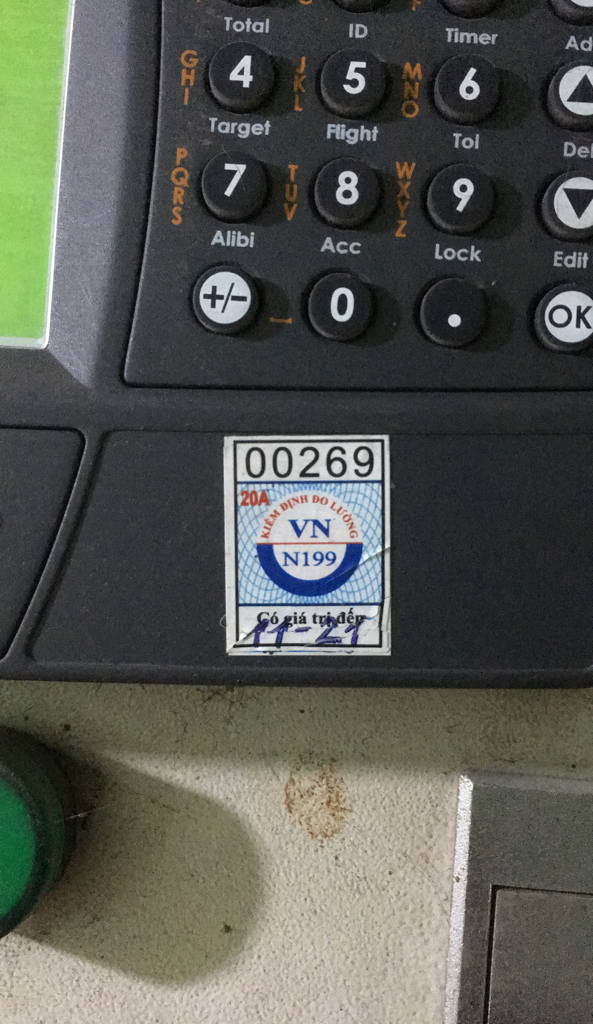 Total ID Timer Ad
GHI 4 JKL 5 MNO 6
Target Flight Tol Del
PQRS 7 TUV 8 WXYZ 9
Alibi Acc Lock Edit
+/- _ 0 . OK
00269
20A
KIỂM ĐỊNH ĐO LƯỜNG
VN
N199
Có giá trị đến
11-21